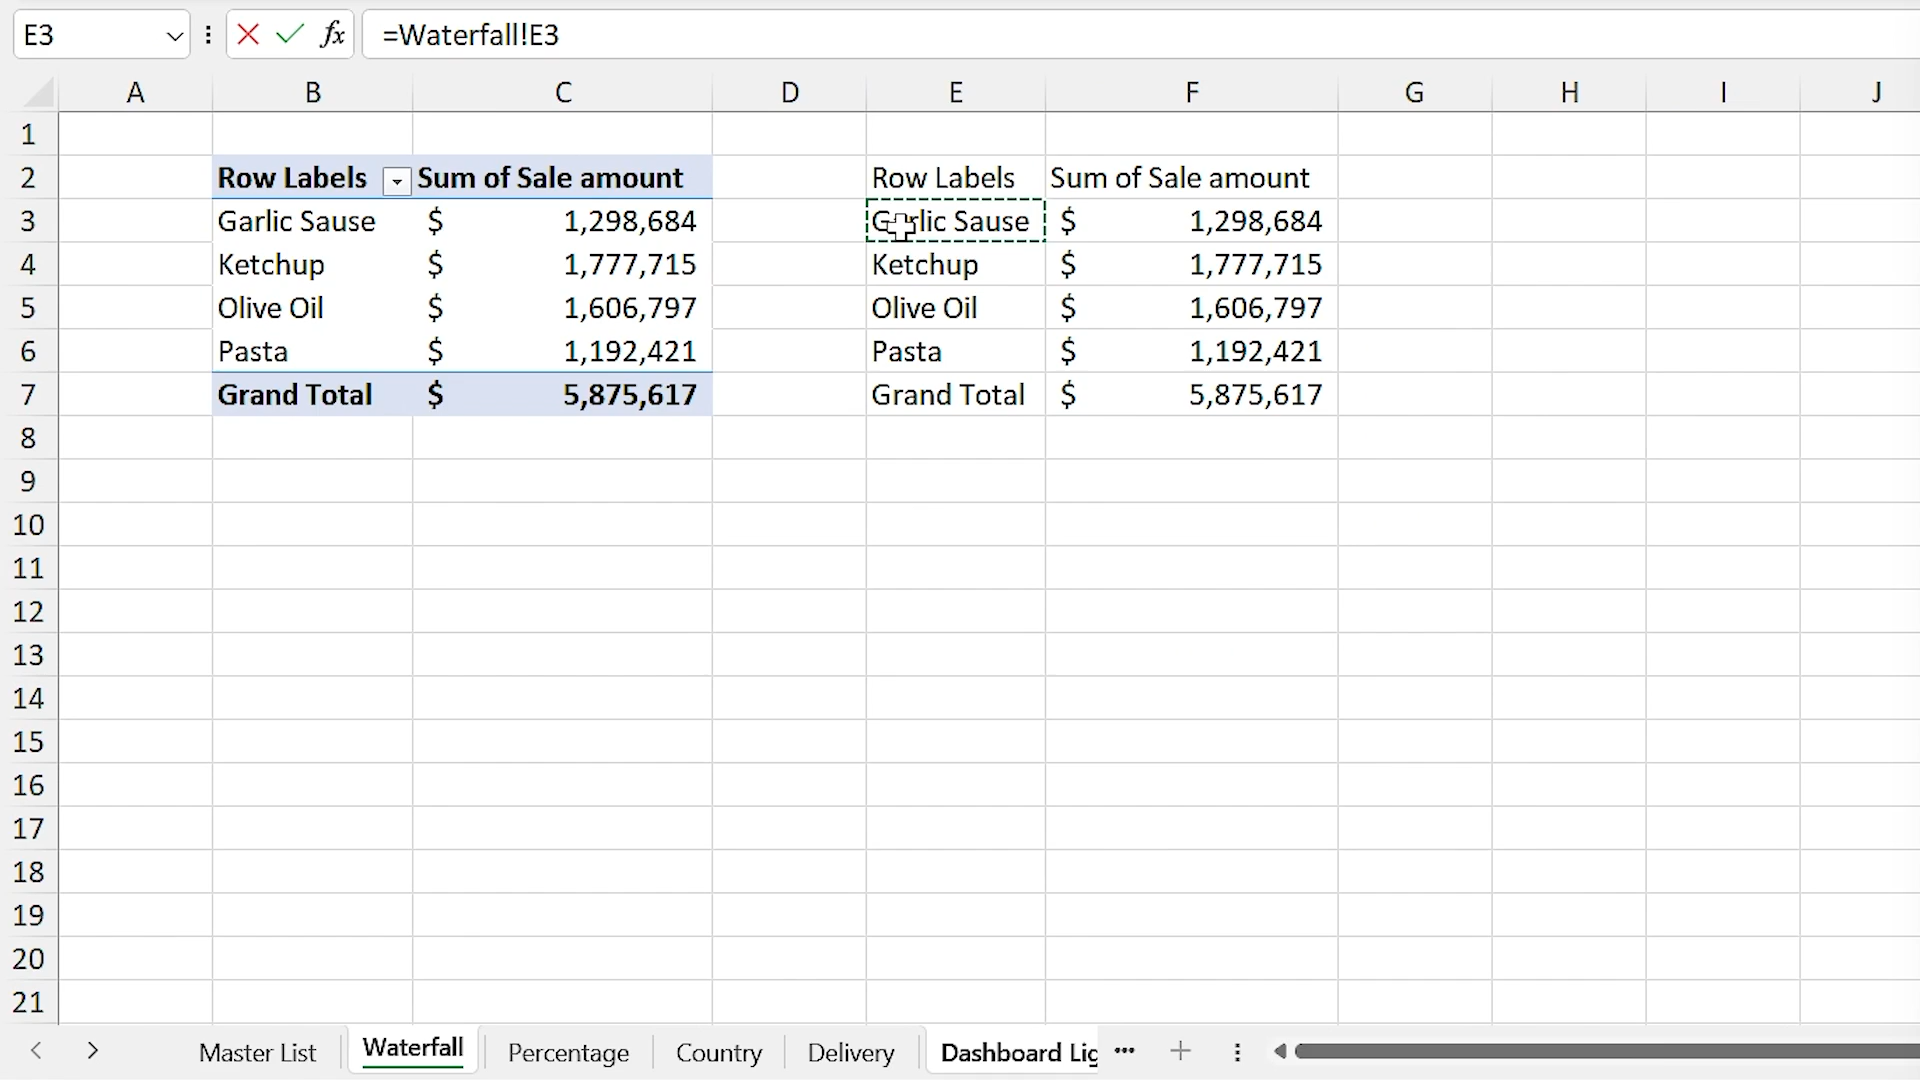 E3 fx =Waterfall!E3
A B C D E F G H I J
1
2 Row Labels Sum of Sale amount Row Labels Sum of Sale amount
3 Garlic Sause $ 1,298,684 Garlic Sause $ 1,298,684
4 Ketchup $ 1,777,715 Ketchup $ 1,777,715
5 Olive Oil $ 1,606,797 Olive Oil $ 1,606,797
6 Pasta $ 1,192,421 Pasta $ 1,192,421
7 Grand Total $ 5,875,617 Grand Total $ 5,875,617
8
9
10
11
12
13
14
15
16
17
18
19
20
21
Master List Waterfall Percentage Country Delivery Dashboard Lig ...